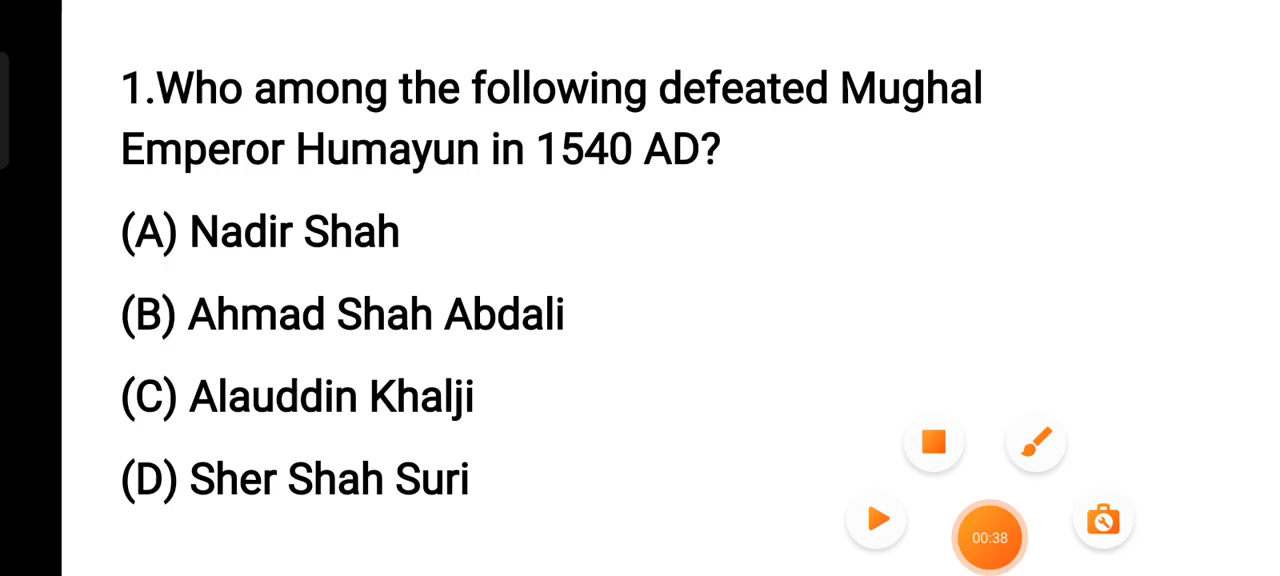 1.Who among the following defeated Mughal
Emperor Humayun in 1540 AD?
(A) Nadir Shah
(B) Ahmad Shah Abdali
(C) Alauddin Khalji
(D) Sher Shah Suri
00:38